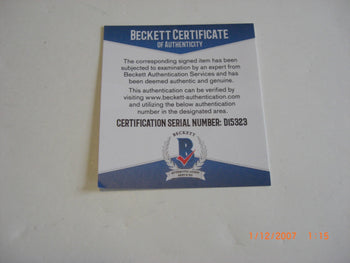 BECKETT CERTIFICATE
OF AUTHENTICITY
The corresponding signed item has been
subjected to examination by an expert from
Beckett Authentication Services and has
been deemed authentic and genuine.
This authentication can be verified by
visiting www.beckett-authentication.com
and utilizing the below authentication
number in the designated area.
CERTIFICATION SERIAL NUMBER: D15323
BECKETT
B
AUTHENTICATION
SERVICES
1/12/2007 1:15